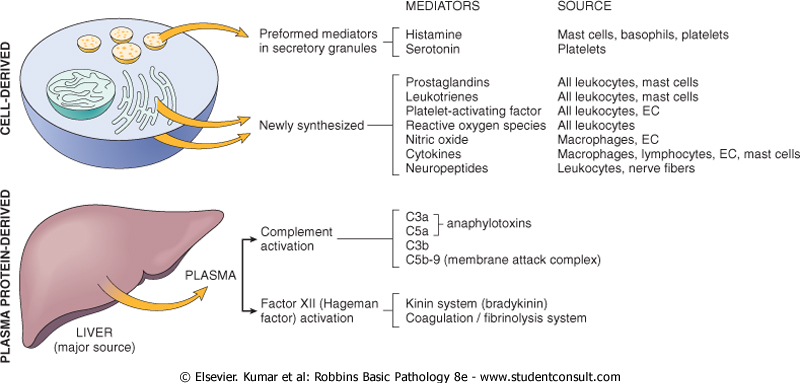 MEDIATORS
SOURCE
CELL-DERIVED
Preformed mediators
in secretory granules
Histamine
Mast cells, basophils, platelets
Serotonin
Platelets
Newly synthesized
Prostaglandins
All leukocytes, mast cells
Leukotrienes
All leukocytes, mast cells
Platelet-activating factor
All leukocytes, EC
Reactive oxygen species
All leukocytes
Nitric oxide
Macrophages, EC
Cytokines
Macrophages, lymphocytes, EC, mast cells
Neuropeptides
Leukocytes, nerve fibers
PLASMA PROTEIN-DERIVED
LIVER
(major source)
PLASMA
Complement
activation
C3a
C5a
anaphylotoxins
C3b
C5b-9 (membrane attack complex)
Factor XII (Hageman
factor) activation
Kinin system (bradykinin)
Coagulation / fibrinolysis system
© Elsevier. Kumar et al: Robbins Basic Pathology 8e - www.studentconsult.com